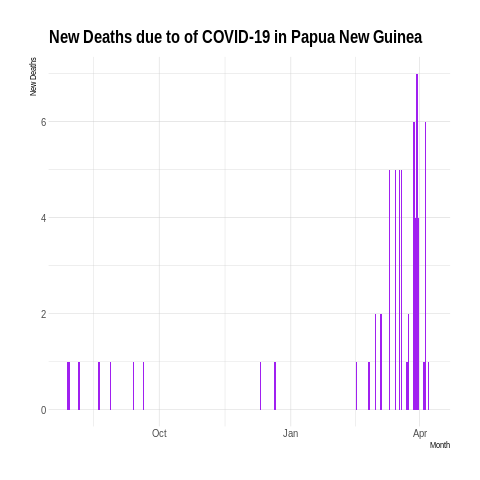 New Deaths due to of COVID-19 in Papua New Guinea
New Deaths
6
4
2
0
Oct
Jan
Apr
Month